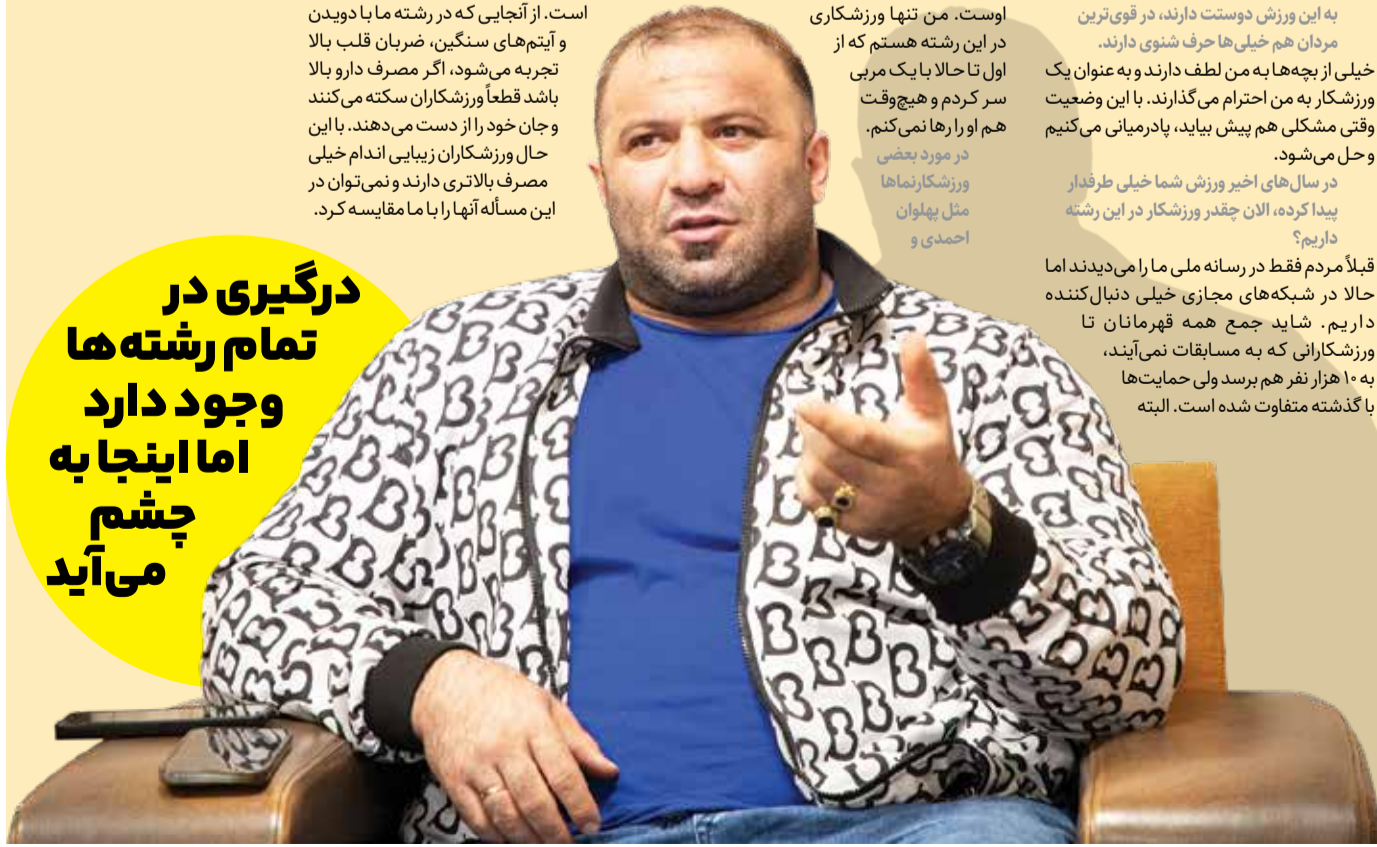 به این ورزش دوستت دارند، در قوی‌ترین
مردان هم خیلی‌ها حرف شنوی دارند.
خیلی از بچه‌ها به من لطف دارند و به عنوان یک
ورزشکار به من احترام می‌گذارند. با این وضعیت
وقتی مشکلی هم پیش بیاید، پادرمیانی می‌کنیم
و حل می‌شود.
در سال‌های اخیر ورزش شما خیلی طرفدار
پیدا کرده، الان چقدر ورزشکار در این رشته
داریم؟
قبلاً مردم فقط در رسانه ملی ما را می‌دیدند اما
حالا در شبکه‌های مجازی خیلی دنبال‌کننده
داریم. شاید جمع همه قهرمانان تا
ورزشکارانی که به مسابقات نمی‌آیند،
به ۱۰ هزار نفر هم برسد ولی حمایت‌ها
با گذشته متفاوت شده است. البته
اوست. من تنها ورزشکاری
در این رشته هستم که از
اول تا حالا با یک مربی
سر کردم و هیچ‌وقت
هم او را رها نمی‌کنم.
در مورد بعضی
ورزشکارنماها
مثل پهلوان
احمدی و
است. از آنجایی که در رشته ما با دویدن
و آیتم‌های سنگین، ضربان قلب بالا
تجربه می‌شود، اگر مصرف دارو بالا
باشد قطعاً ورزشکاران سکته می‌کنند
و جان خود را از دست می‌دهند. با این
حال ورزشکاران زیبایی اندام خیلی
مصرف بالاتری دارند و نمی‌توان در
این مسأله آنها را با ما مقایسه کرد.
درگیری در
تمام رشته‌ها
وجود دارد
اما اینجا به
چشم
می‌آید